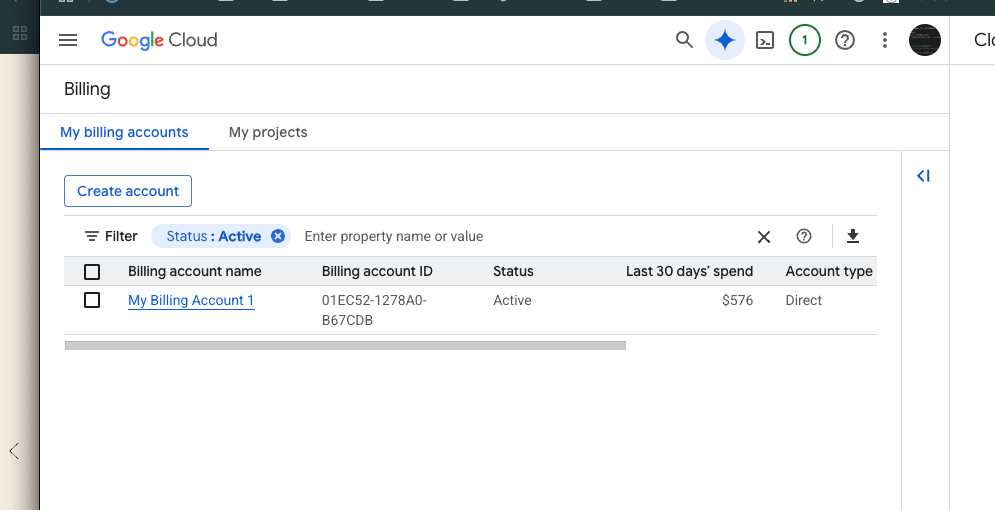 Google Cloud
1
Clo
Billing
My billing accounts My projects
Create account
Filter Status : Active Enter property name or value
Billing account name Billing account ID Status Last 30 days' spend Account type
My Billing Account 1 01EC52-1278A0- Active $576 Direct
B67CDB